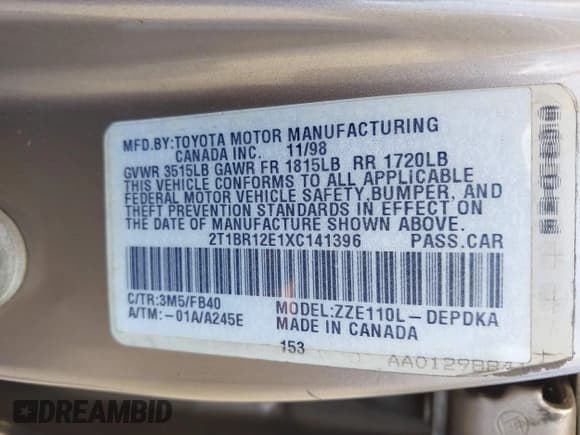 MFD.BY:TOYOTA MOTOR MANUFACTURING
CANADA INC. 11/98
GVWR 3515LB GAWR FR 1815LB RR 1720LB
THIS VEHICLE CONFORMS TO ALL APPLICABLE
FEDERAL MOTOR VEHICLE SAFETY,BUMPER, AND
THEFT PREVENTION STANDARDS IN EFFECT ON
THE DATE OF MANUFACTURE SHOWN ABOVE.
2T1BR12E1XC141396 PASS.CAR
C/TR:3M5/FB40 MODEL:ZZE110L-DEPDKA
A/TM:-01A/A245E MADE IN CANADA
153
DREAMBID